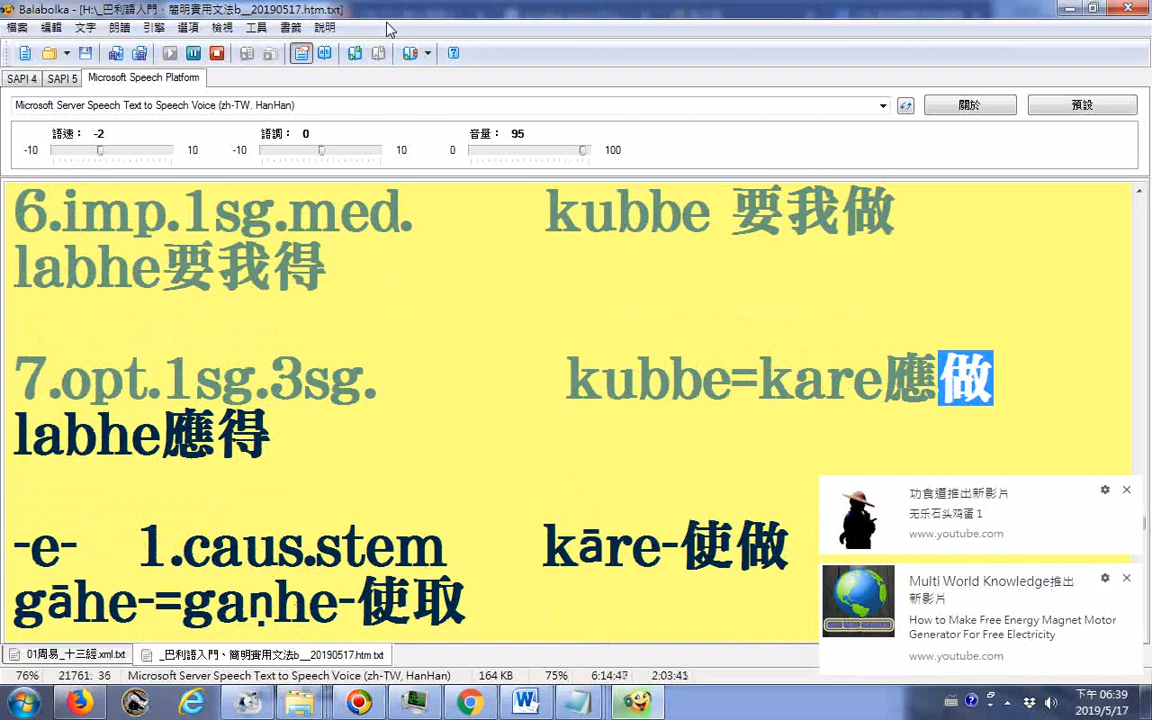 Balabolka - [H:\_巴利語入門、簡明實用文法b__20190517.htm.txt]
檔案 編輯 文字 朗讀 引擎 選項 檢視 工具 書籤 說明
SAPI 4 SAPI 5 Microsoft Speech Platform
Microsoft Server Speech Text to Speech Voice (zh-TW, HanHan) 關於 預設
語速： -2 語調： 0 音量： 95
-10 10 -10 10 0 100
6.imp.1sg.med. kubbe 要我做
labhe要我得
7.opt.1sg.3sg. kubbe=kare應做
labhe應得
-e- 1.caus.stem kāre-使做
gāhe-=gaṇhe-使取
功食遵推出新影片
无乐石头鸡蛋 1
www.youtube.com
Multi World Knowledge推出
新影片
How to Make Free Energy Magnet Motor
Generator For Free Electricity
www.youtube.com
01周易_十三經.xml.txt _巴利語入門、簡明實用文法b__20190517.htm.txt
76% 21761: 36 Microsoft Server Speech Text to Speech Voice (zh-TW, HanHan) 164 KB 75% 6:14:47 2:03:41
下午 06:39
2019/5/17